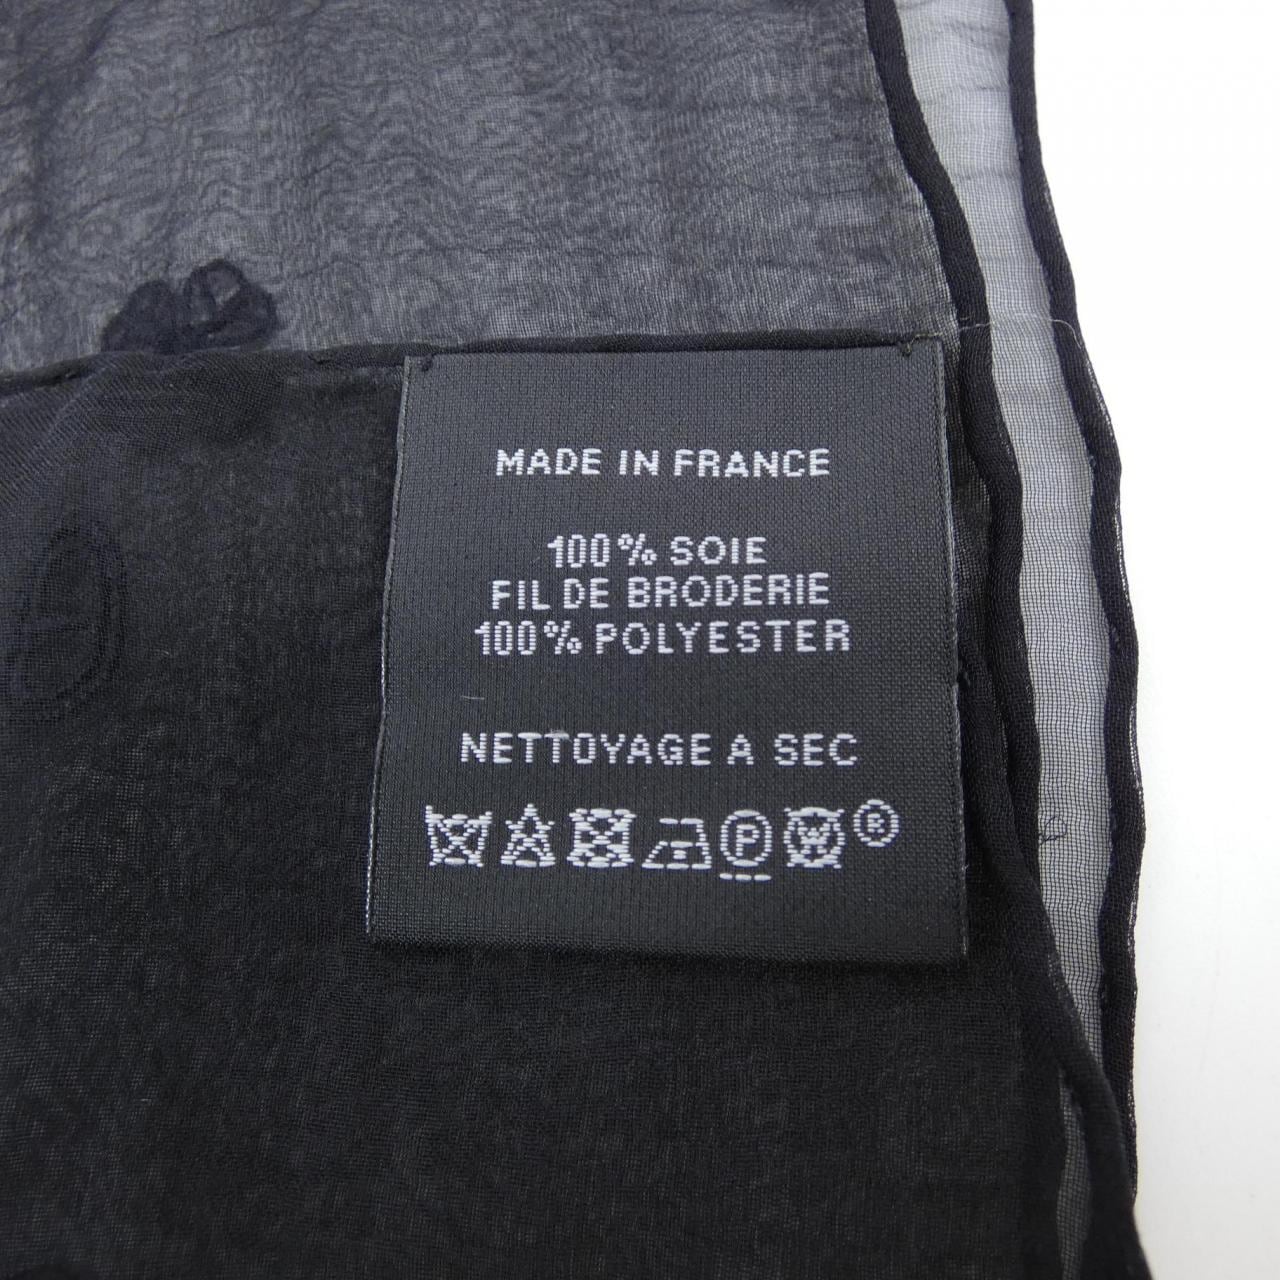 MADE IN FRANCE
100% SOIE
FIL DE BRODERIE
100% POLYESTER
NETTOYAGE A SEC
P W ®